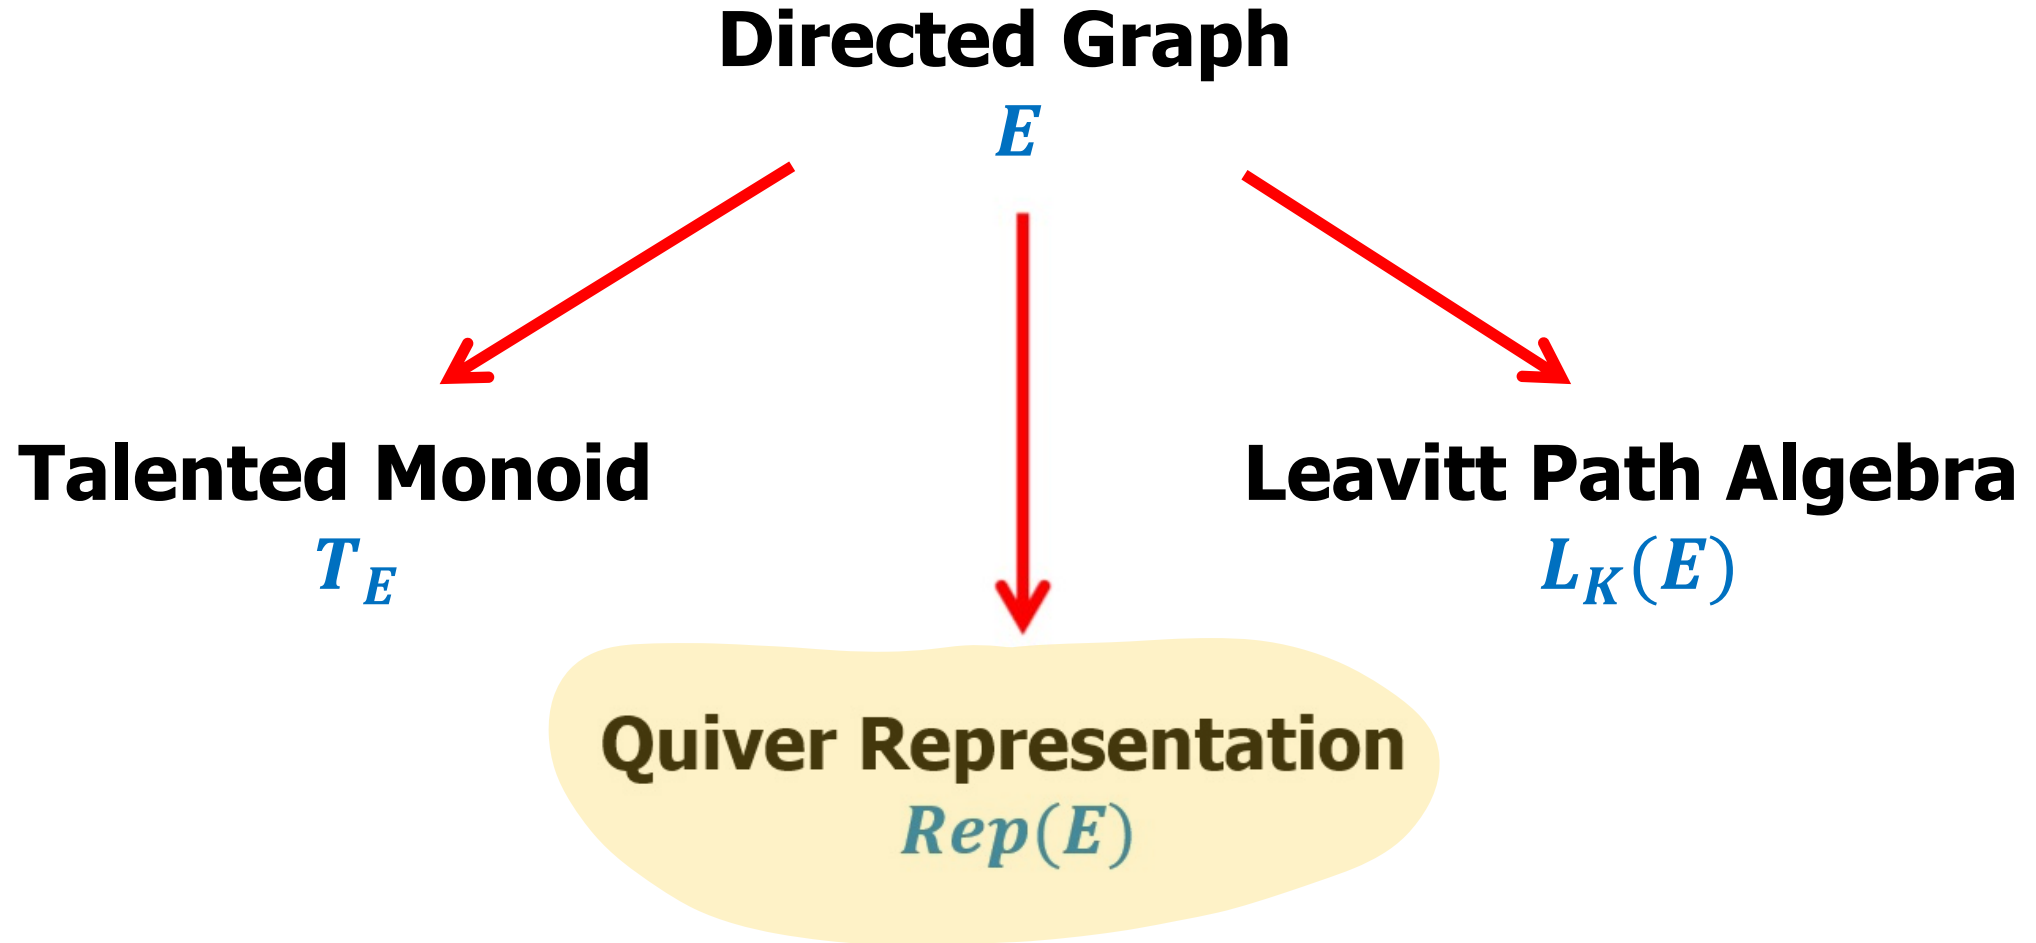 Directed Graph
E
Talented Monoid
T_E
Leavitt Path Algebra
L_K(E)
Quiver Representation
Rep(E)